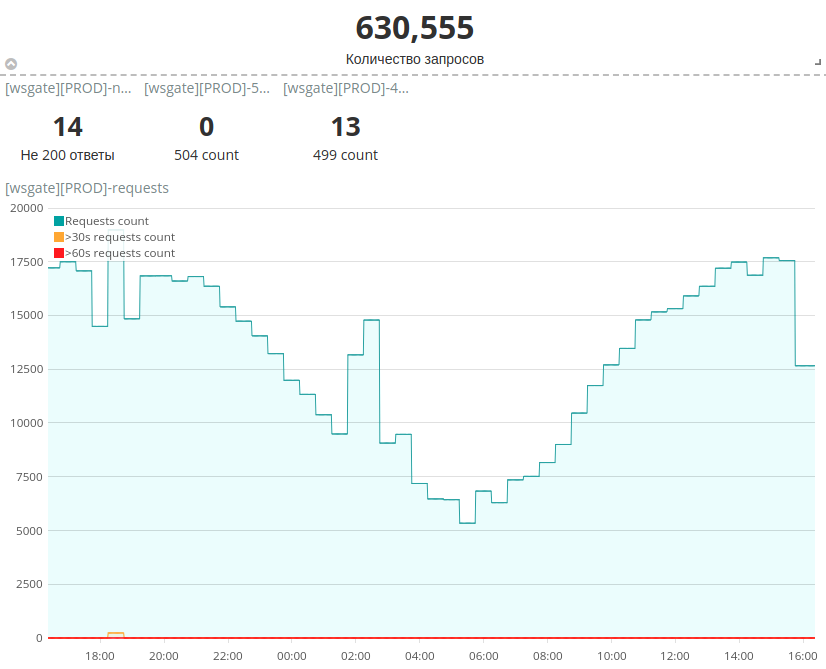 630,555
Количество запросов
[wsgate][PROD]-n... [wsgate][PROD]-5... [wsgate][PROD]-4...
14 0 13
Не 200 ответы 504 count 499 count
[wsgate][PROD]-requests
20000
Requests count
>30s requests count
>60s requests count
17500
15000
12500
10000
7500
5000
2500
0
18:00 20:00 22:00 00:00 02:00 04:00 06:00 08:00 10:00 12:00 14:00 16:00